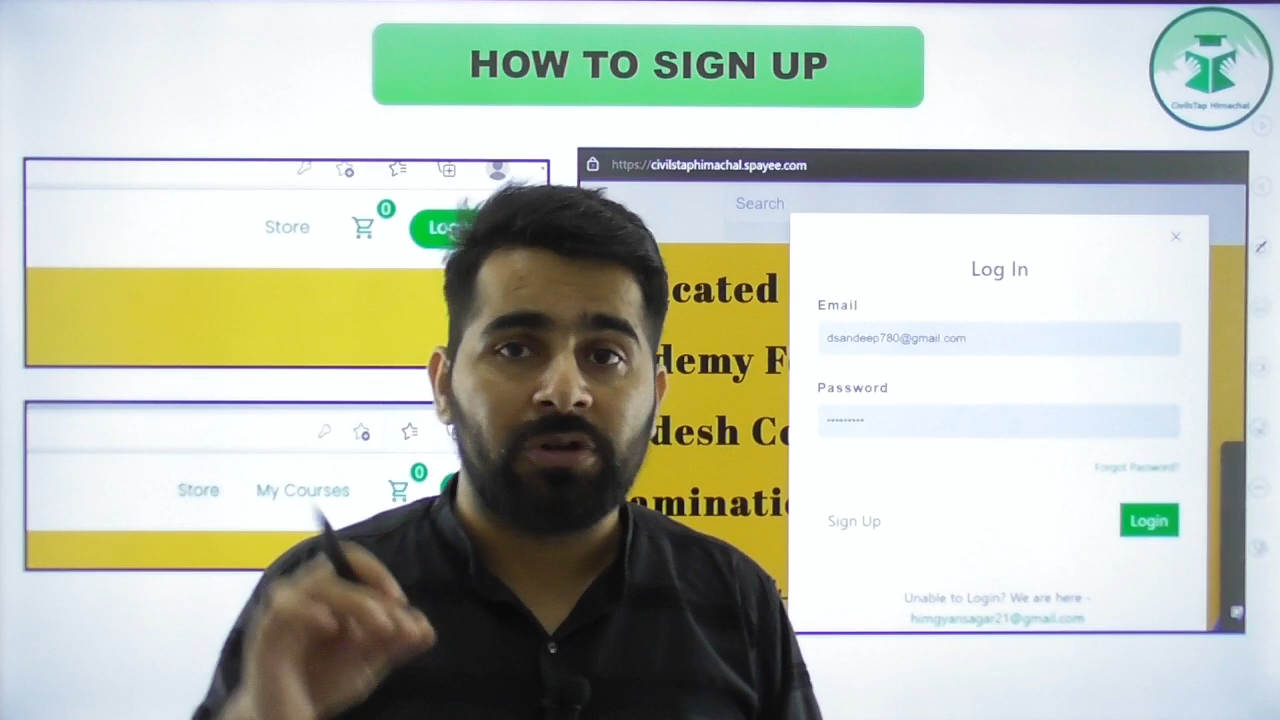 HOW TO SIGN UP
CivilsTap Himachal
0
Store
https://civilstaphimachal.spayee.com
Search
Log In
Email
dsandeep780@gmail.com
Password
Forgot Password?
Sign Up
Login
Unable to Login? We are here -
himgyansagar21@gmail.com
cated
demy
desh
0
Store My Courses